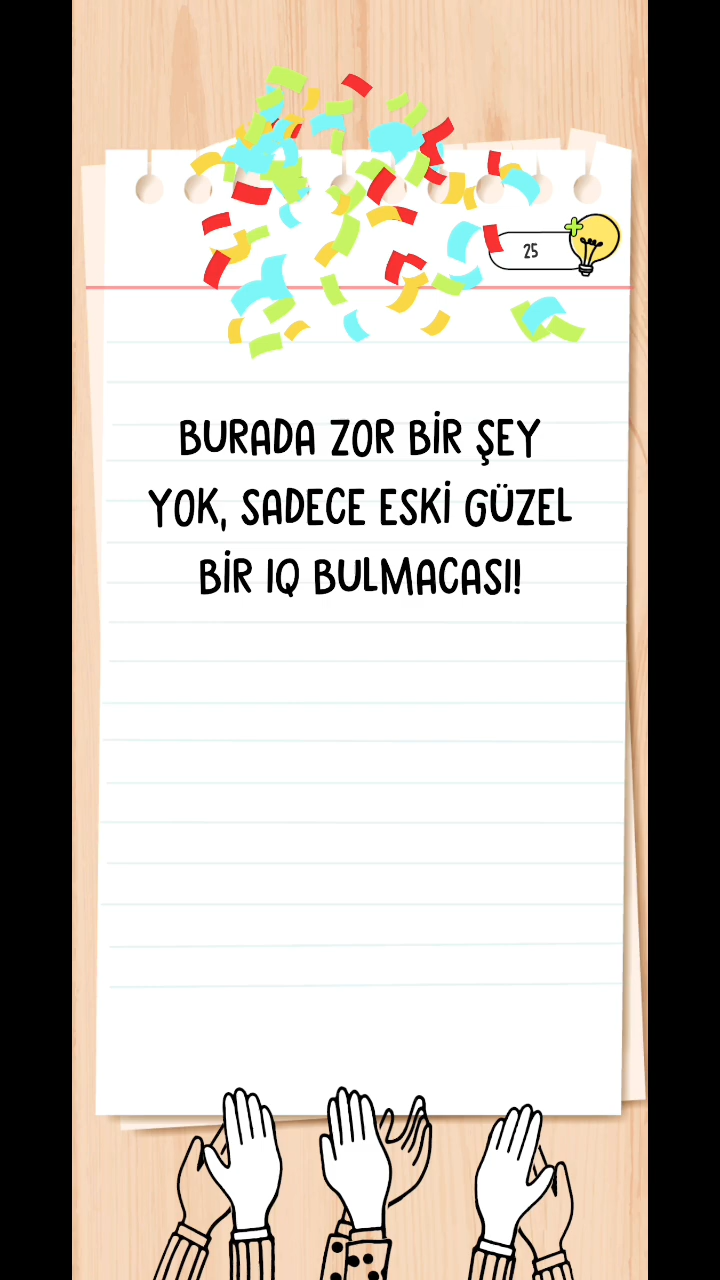 25
BURADA ZOR BİR ŞEY
YOK, SADECE ESKİ GÜZEL
BİR IQ BULMACASI!